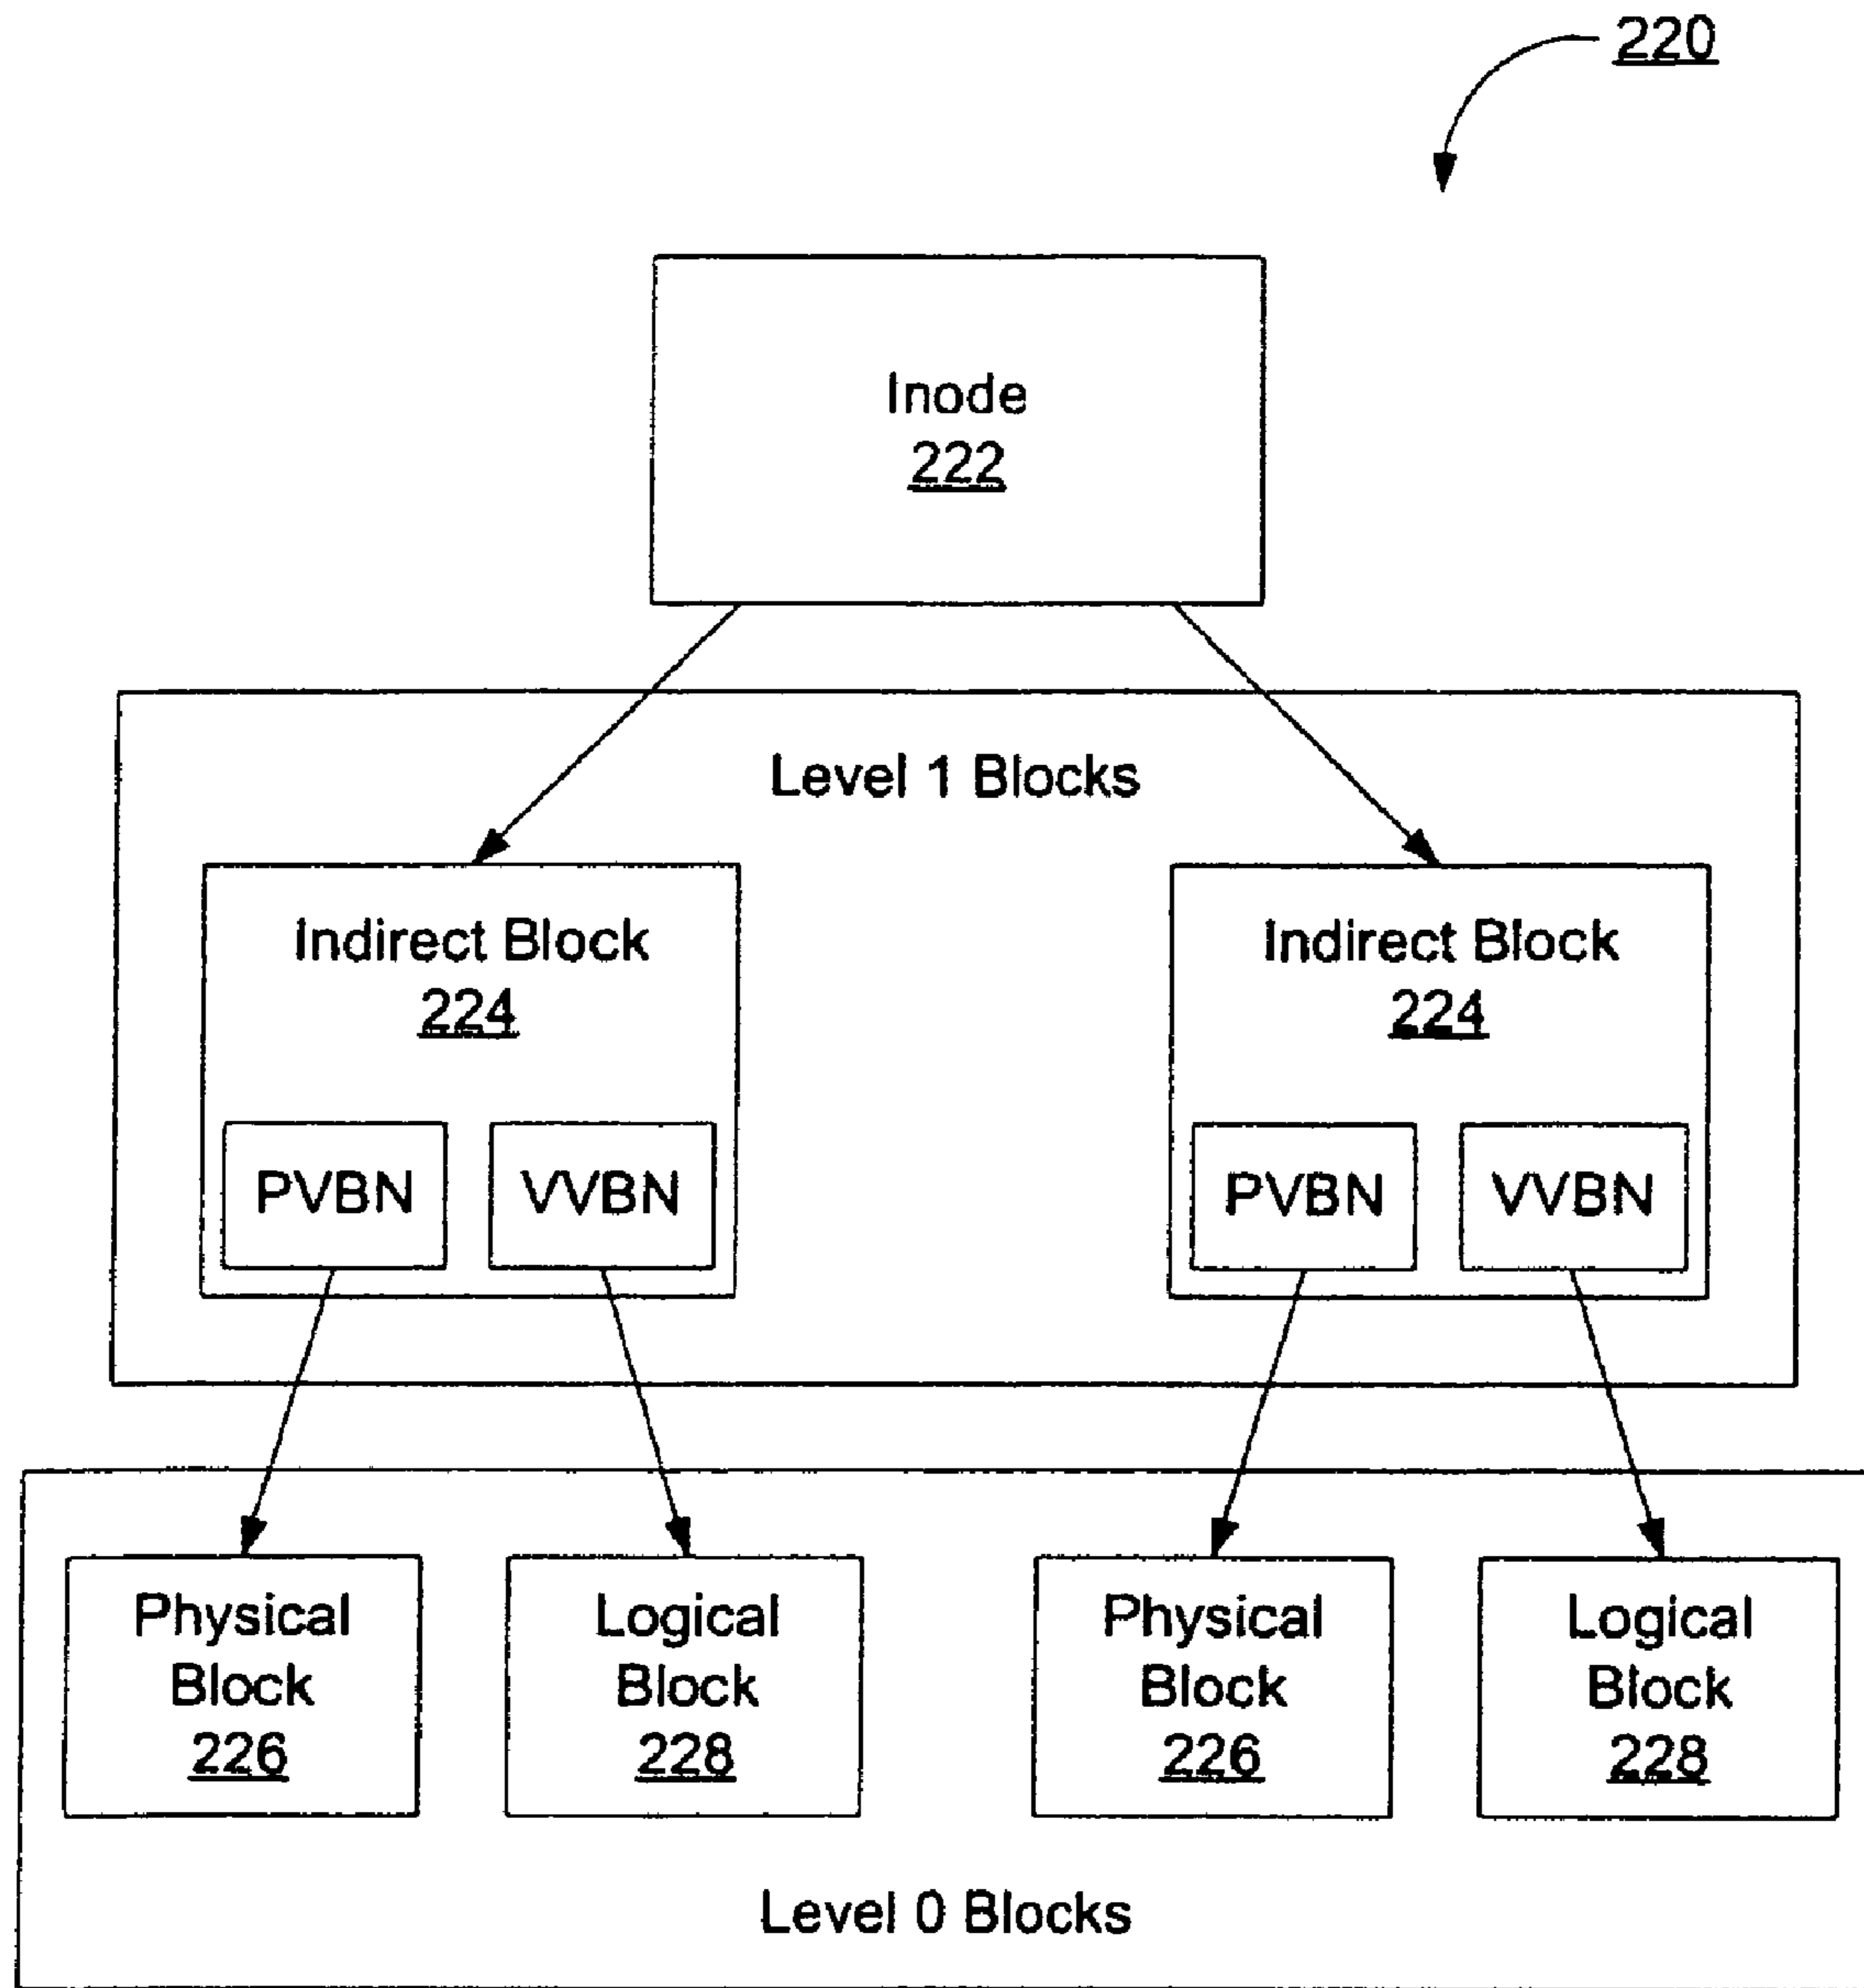 220
Inode
222
Level 1 Blocks
Indirect Block
224
PVBN
VVBN
Indirect Block
224
PVBN
VVBN
Physical
Block
226
Logical
Block
228
Physical
Block
226
Logical
Block
228
Level 0 Blocks